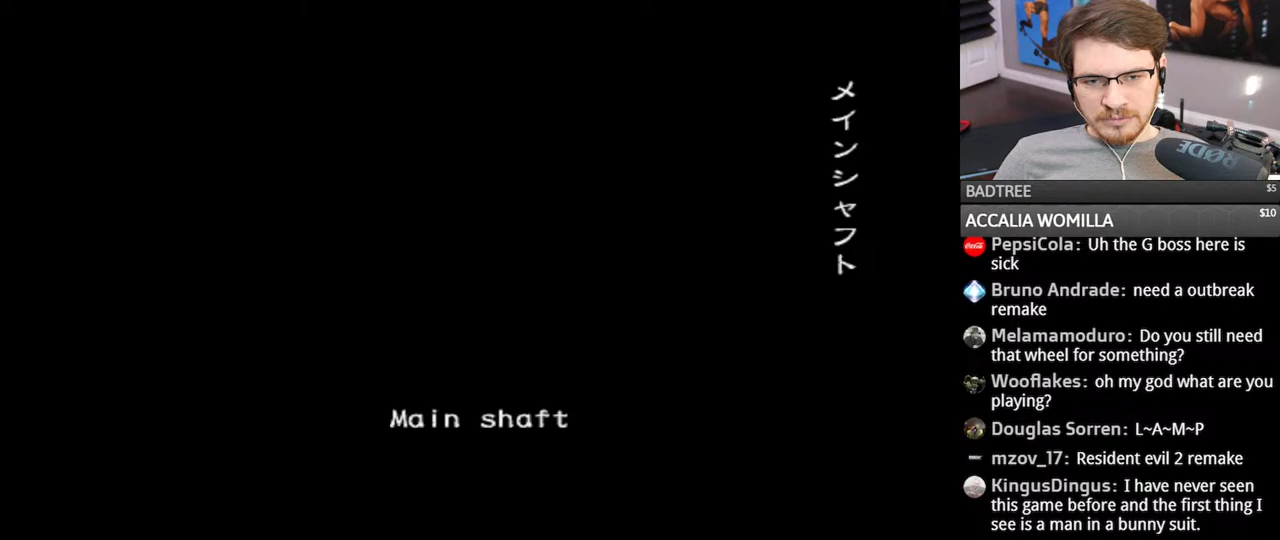 メインシャフト
Main shaft
RØDE
BADTREE $5
ACCALIA WOMILLA $10
PepsiCola: Uh the G boss here is
sick
Bruno Andrade: need a outbreak
remake
Melamamoduro: Do you still need
that wheel for something?
Wooflakes: oh my god what are you
playing?
Douglas Sorren: L~A~M~P
mzov_17: Resident evil 2 remake
KingusDingus: I have never seen
this game before and the first thing I
see is a man in a bunny suit.